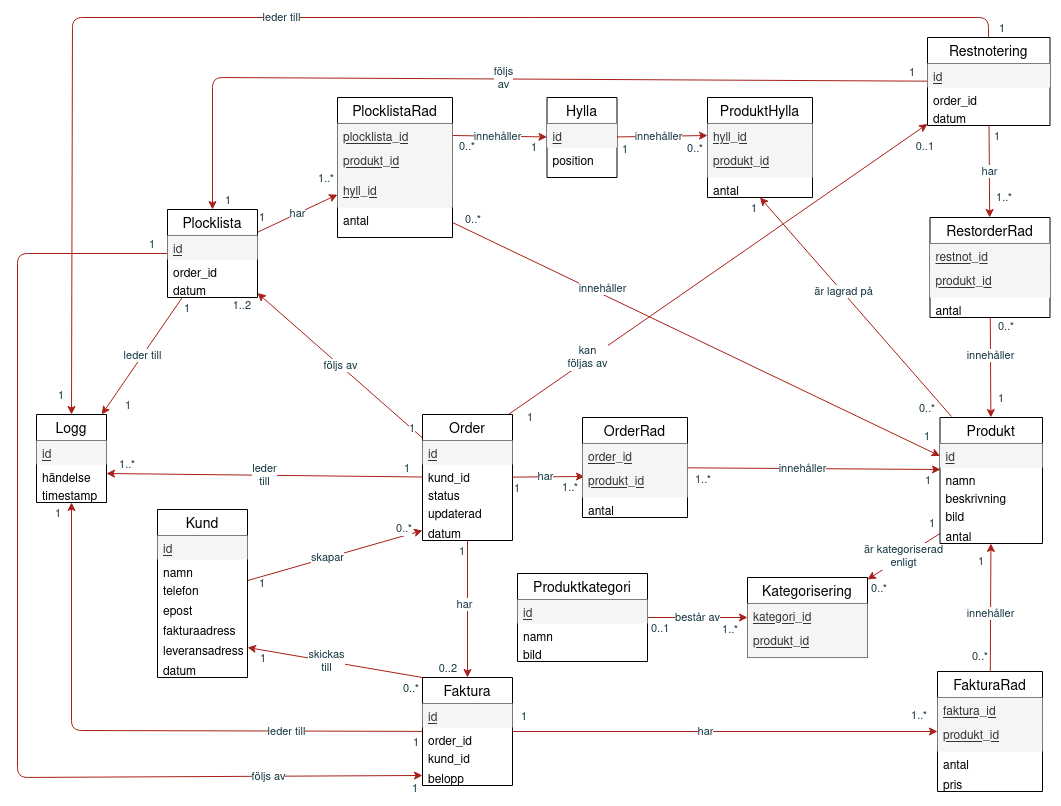 leder till
1
Restnotering
id
order_id
datum
1
följs
av
1
PlocklistaRad
plocklista_id
produkt_id
hyll_id
antal
innehåller
0..*
1
Hylla
id
position
innehåller
1
0..*
ProduktHylla
hyll_id
produkt_id
antal
1
0..1
1
har
1..*
Plocklista
id
order_id
datum
1
har
1..*
1
1
1..2
0..*
innehåller
är lagrad på
RestorderRad
restnot_id
produkt_id
antal
0..*
innehåller
1
leder till
1
1
följs av
kan
följas av
1
0..*
1
Logg
id
händelse
timestamp
1..*
1
leder
till
1
Order
id
kund_id
status
updaterad
datum
1
1
har
1..*
OrderRad
order_id
produkt_id
antal
innehåller
1..*
1
Produkt
id
namn
beskrivning
bild
antal
1
är kategoriserad
enligt
0..*
1
Kund
id
namn
telefon
epost
fakturaadress
leveransadress
datum
skapar
1
0..*
1
har
0..2
Produktkategori
id
namn
bild
består av
0..1
1..*
Kategorisering
kategori_id
produkt_id
innehåller
0..*
skickas
till
1
0..*
Faktura
id
order_id
kund_id
belopp
1
har
1..*
FakturaRad
faktura_id
produkt_id
antal
pris
leder till
1
följs av
1